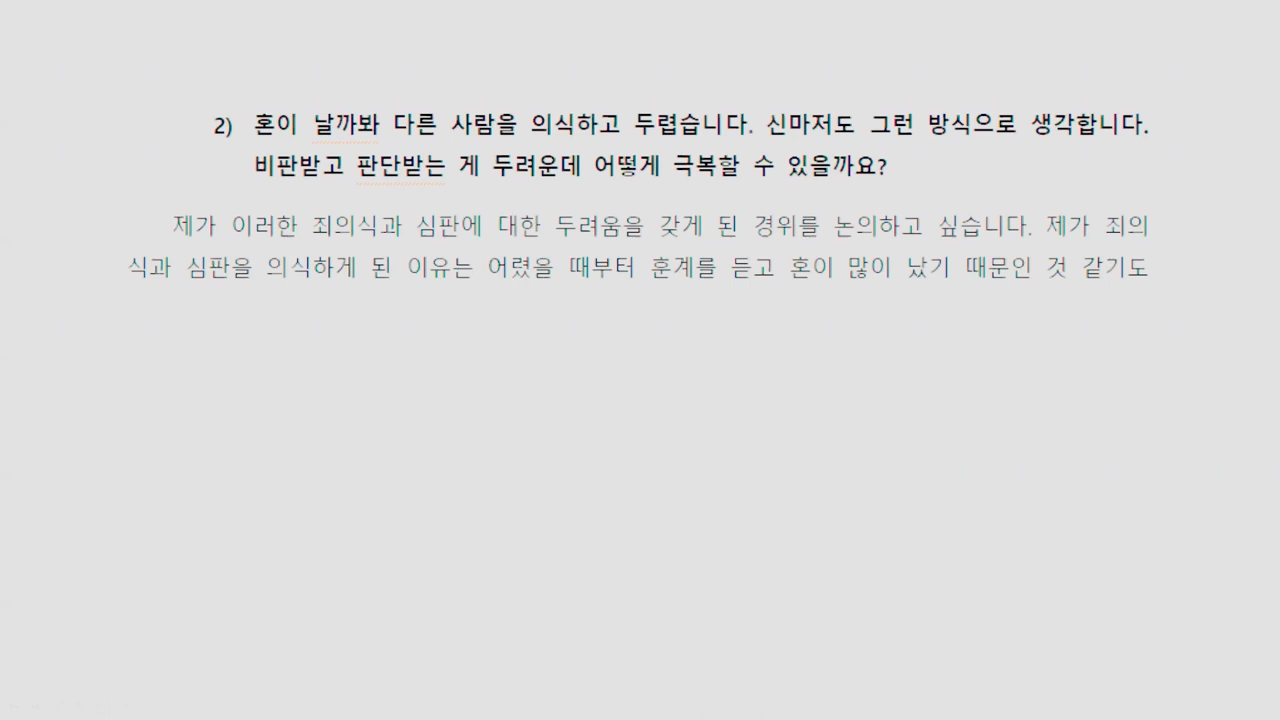 2) 혼이 날까봐 다른 사람을 의식하고 두렵습니다. 신마저도 그런 방식으로 생각합니다.
비판받고 판단받는 게 두려운데 어떻게 극복할 수 있을까요?
제가 이러한 죄의식과 심판에 대한 두려움을 갖게 된 경위를 논의하고 싶습니다. 제가 죄의
식과 심판을 의식하게 된 이유는 어렸을 때부터 훈계를 듣고 혼이 많이 났기 때문인 것 같기도